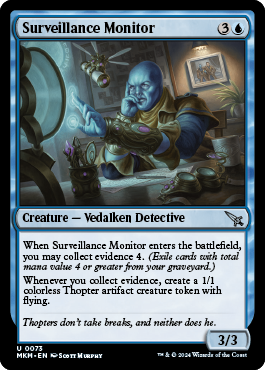 Surveillance Monitor 3
Creature — Vedalken Detective
When Surveillance Monitor enters the battlefield,
you may collect evidence 4. (Exile cards with total
mana value 4 or greater from your graveyard.)
Whenever you collect evidence, create a 1/1
colorless Thopter artifact creature token with
flying.
Thopters don't take breaks, and neither does he.
3/3
U 0073
MKM • EN Scott Murphy ™ & © 2024 Wizards of the Coast